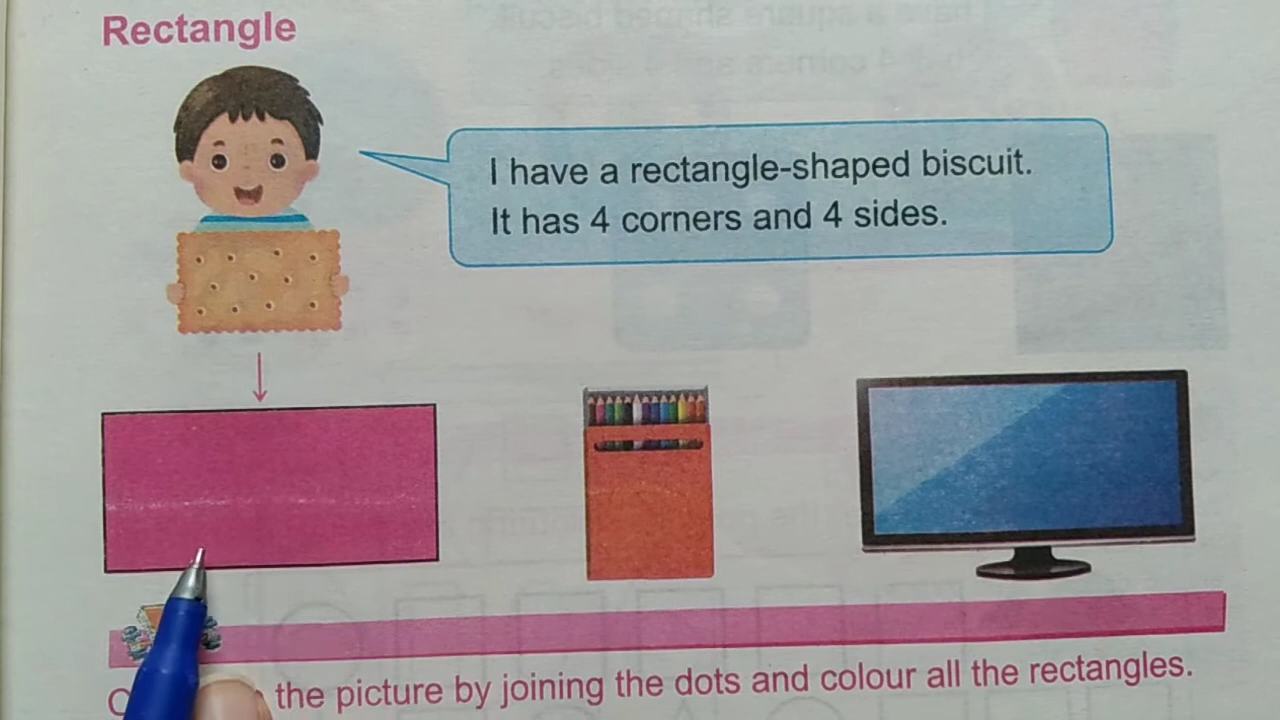 Rectangle
I have a rectangle-shaped biscuit.
It has 4 corners and 4 sides.
the picture by joining the dots and colour all the rectangles.